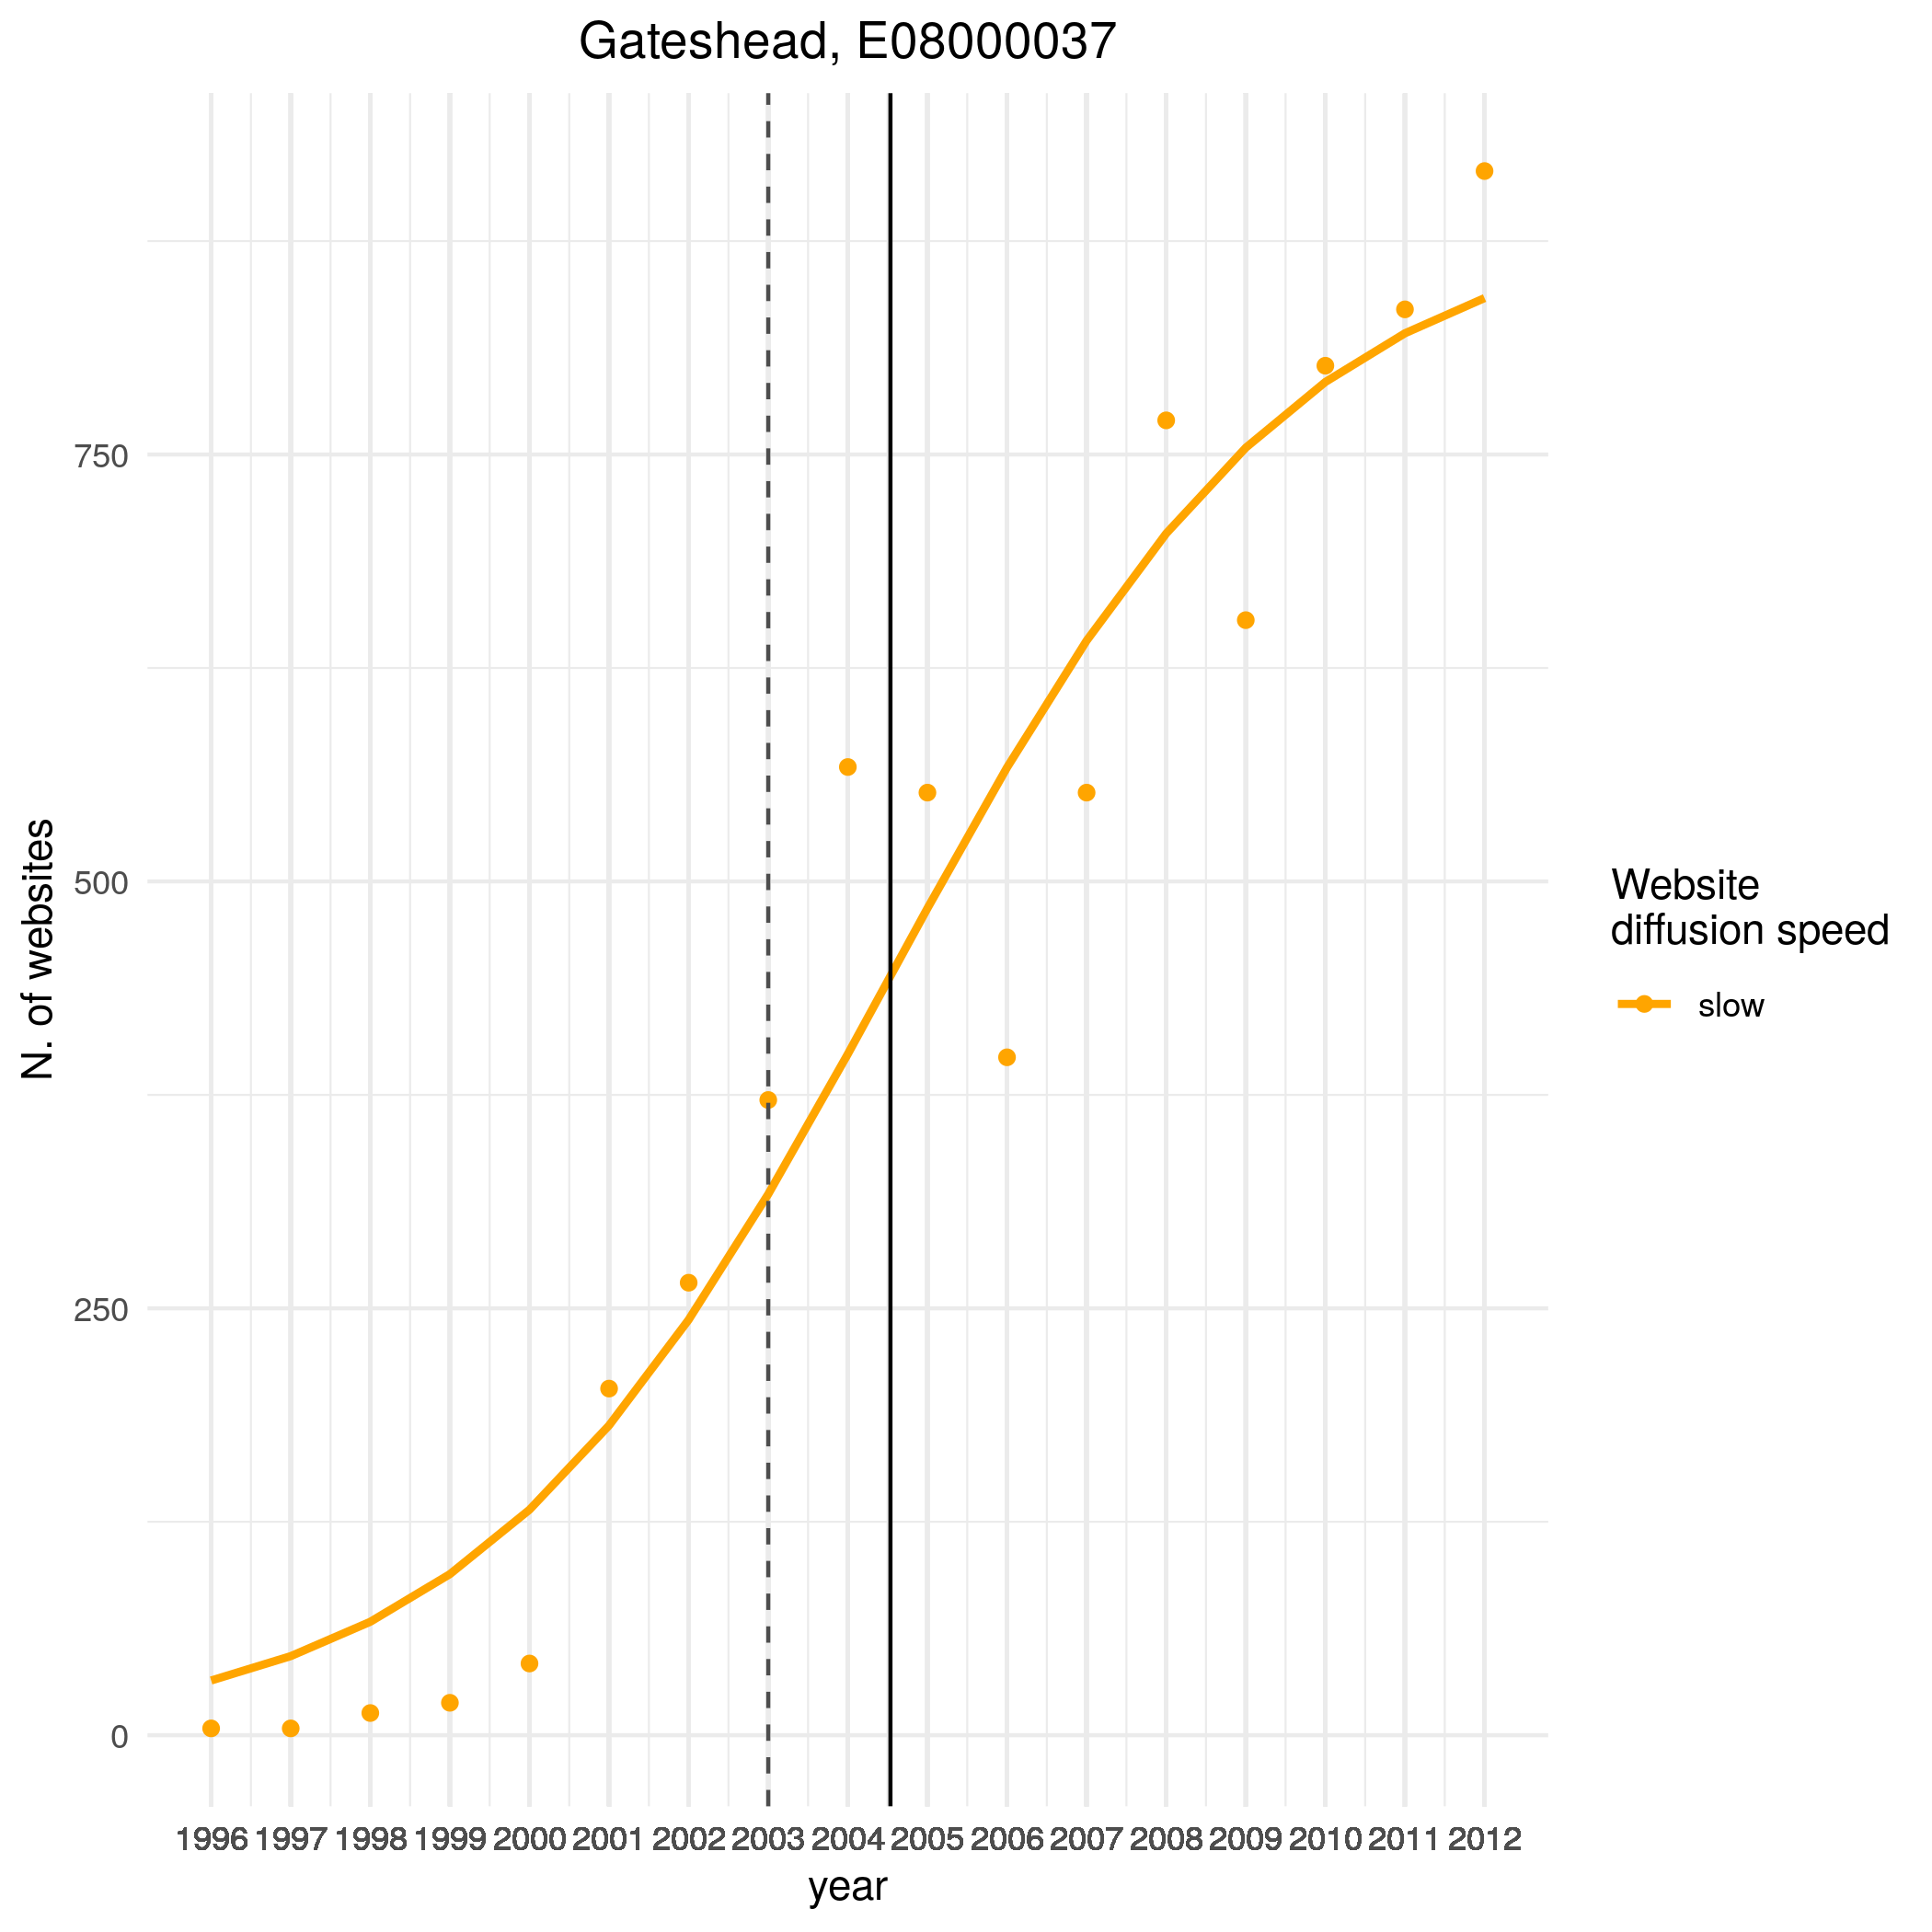 Gateshead, E08000037
N. of websites
750
500
250
0
1996 1997 1998 1999 2000 2001 2002 2003 2004 2005 2006 2007 2008 2009 2010 2011 2012
year
Website
diffusion speed
slow